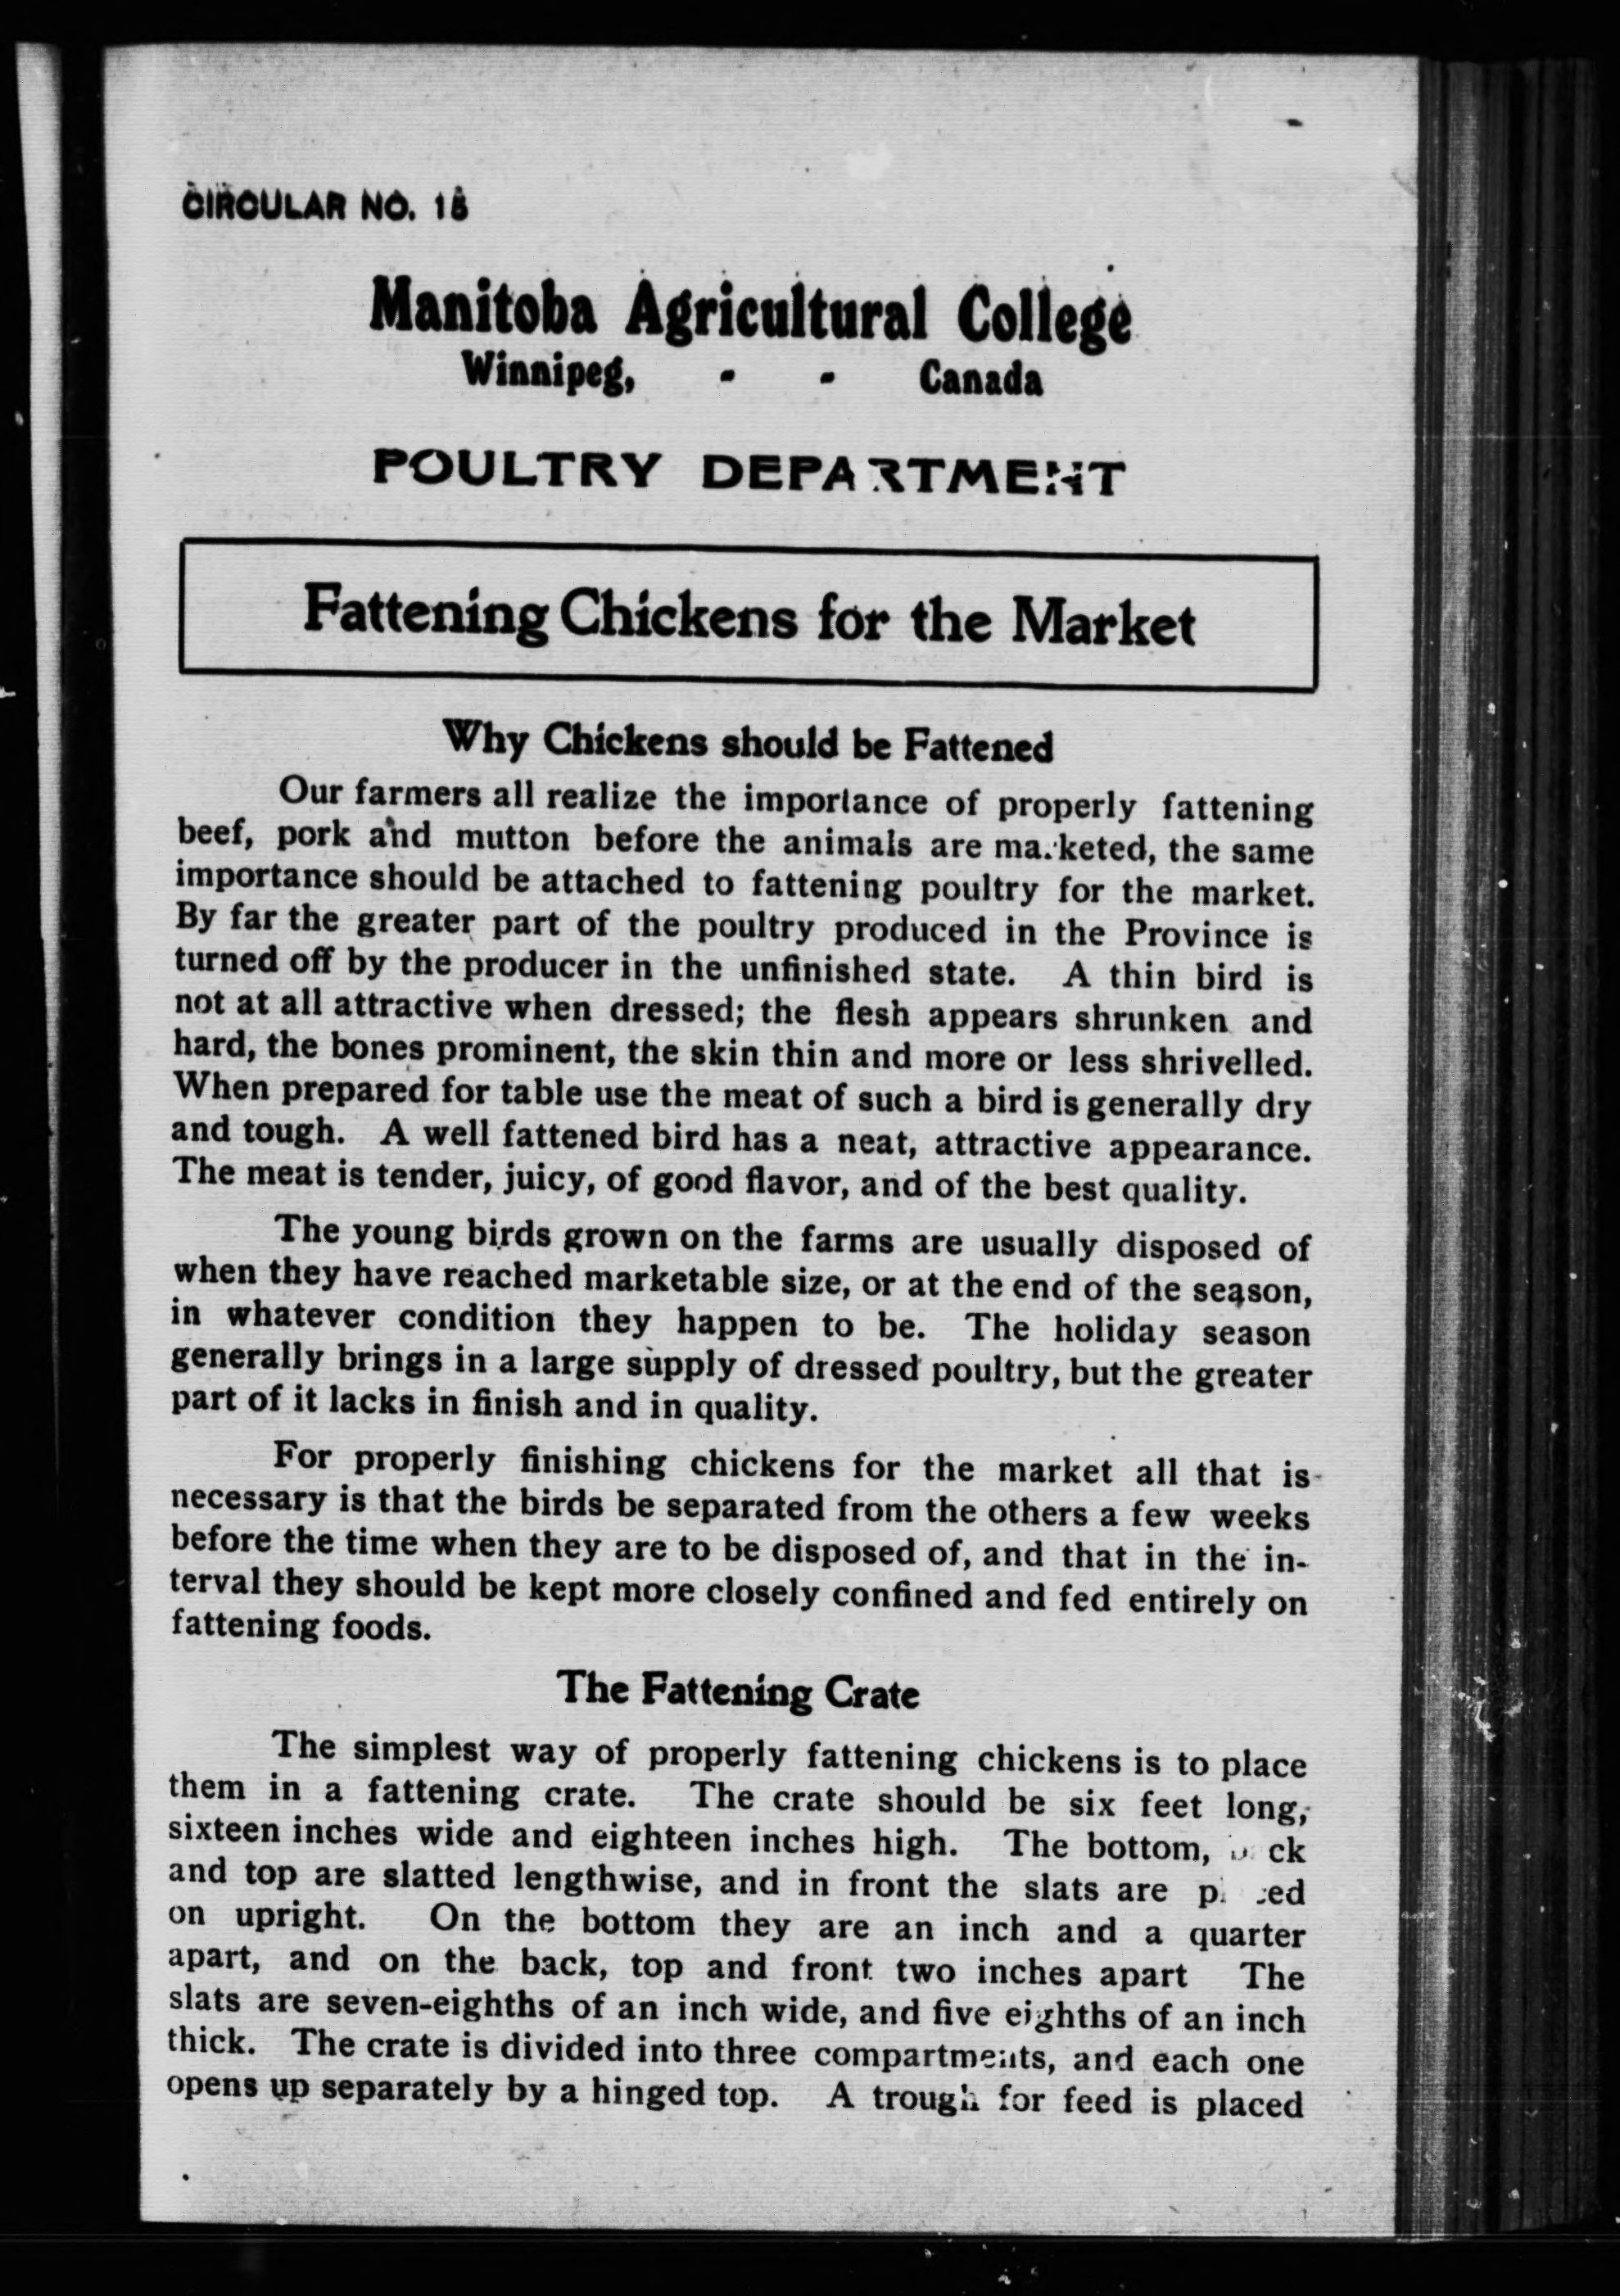 CIRCULAR NO.
Manitoba Agricultural College
Winnipeg, - - Canada
POULTRY DEPARTMENT
Fattening Chickens for the Market
Why Chickens should be Fattened
Our farmers all realize the importance of properly fattening
beef, pork and mutton before the animals are marketed, the same
importance should be attached to fattening poultry for the market.
By far the greater part of the poultry produced in the Province is
turned off by the producer in the unfinished state. A thin bird is
not at all attractive when dressed; the flesh appears shrunken and
hard, the bones prominent, the skin thin and more or less shrivelled.
When prepared for table use the meat of such a bird is generally dry
and tough. A well fattened bird has a neat, attractive appearance.
The meat is tender, juicy, of good flavor, and of the best quality.
The young birds grown on the farms are usually disposed of
when they have reached marketable size, or at the end of the season,
in whatever condition they happen to be. The holiday season
generally brings in a large supply of dressed poultry, but the greater
part of it lacks in finish and in quality.
For properly finishing chickens for the market all that is
necessary is that the birds be separated from the others a few weeks
before the time when they are to be disposed of, and that in the in-
terval they should be kept more closely confined and fed entirely on
fattening foods.
The Fattening Crate
The simplest way of properly fattening chickens is to place
them in a fattening crate. The crate should be six feet long,
sixteen inches wide and eighteen inches high. The bottom, back
and top are slatted lengthwise, and in front the slats are placed
on upright. On the bottom they are an inch and a quarter
apart, and on the back, top and front two inches apart The
slats are seven-eighths of an inch wide, and five eighths of an inch
thick. The crate is divided into three compartments, and each one
opens up separately by a hinged top. A trough for feed is placed